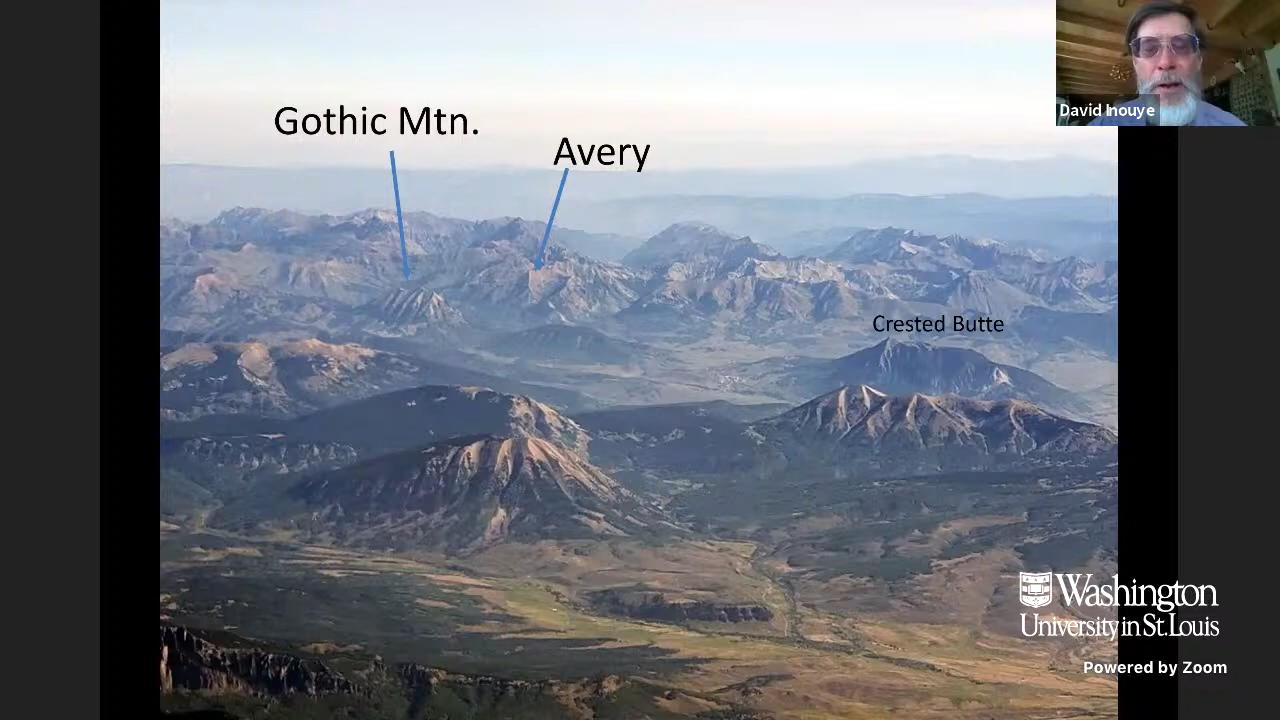 Gothic Mtn.
Avery
Crested Butte
David Inouye
Washington
University in St. Louis
Powered by Zoom